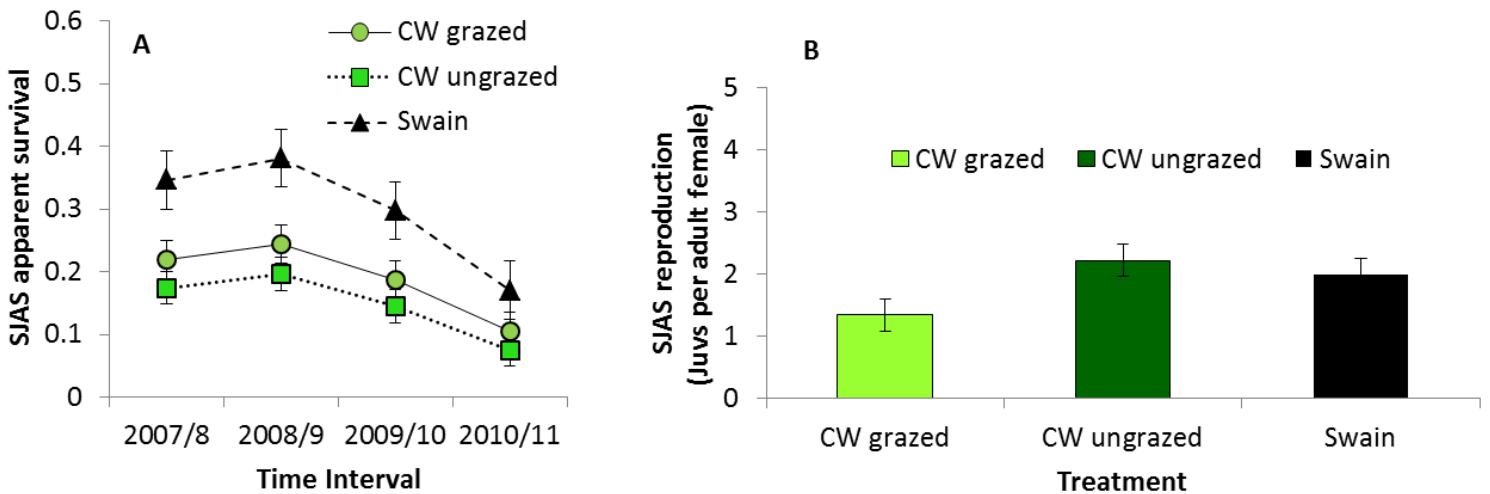 A
CW grazed
CW ungrazed
Swain
SJAS apparent survival
0.6
0.5
0.4
0.3
0.2
0.1
0
2007/8 2008/9 2009/10 2010/11
Time Interval
B
SJAS reproduction
(Juvs per adult female)
5
4
3
2
1
0
CW grazed CW ungrazed Swain
CW grazed CW ungrazed Swain
Treatment